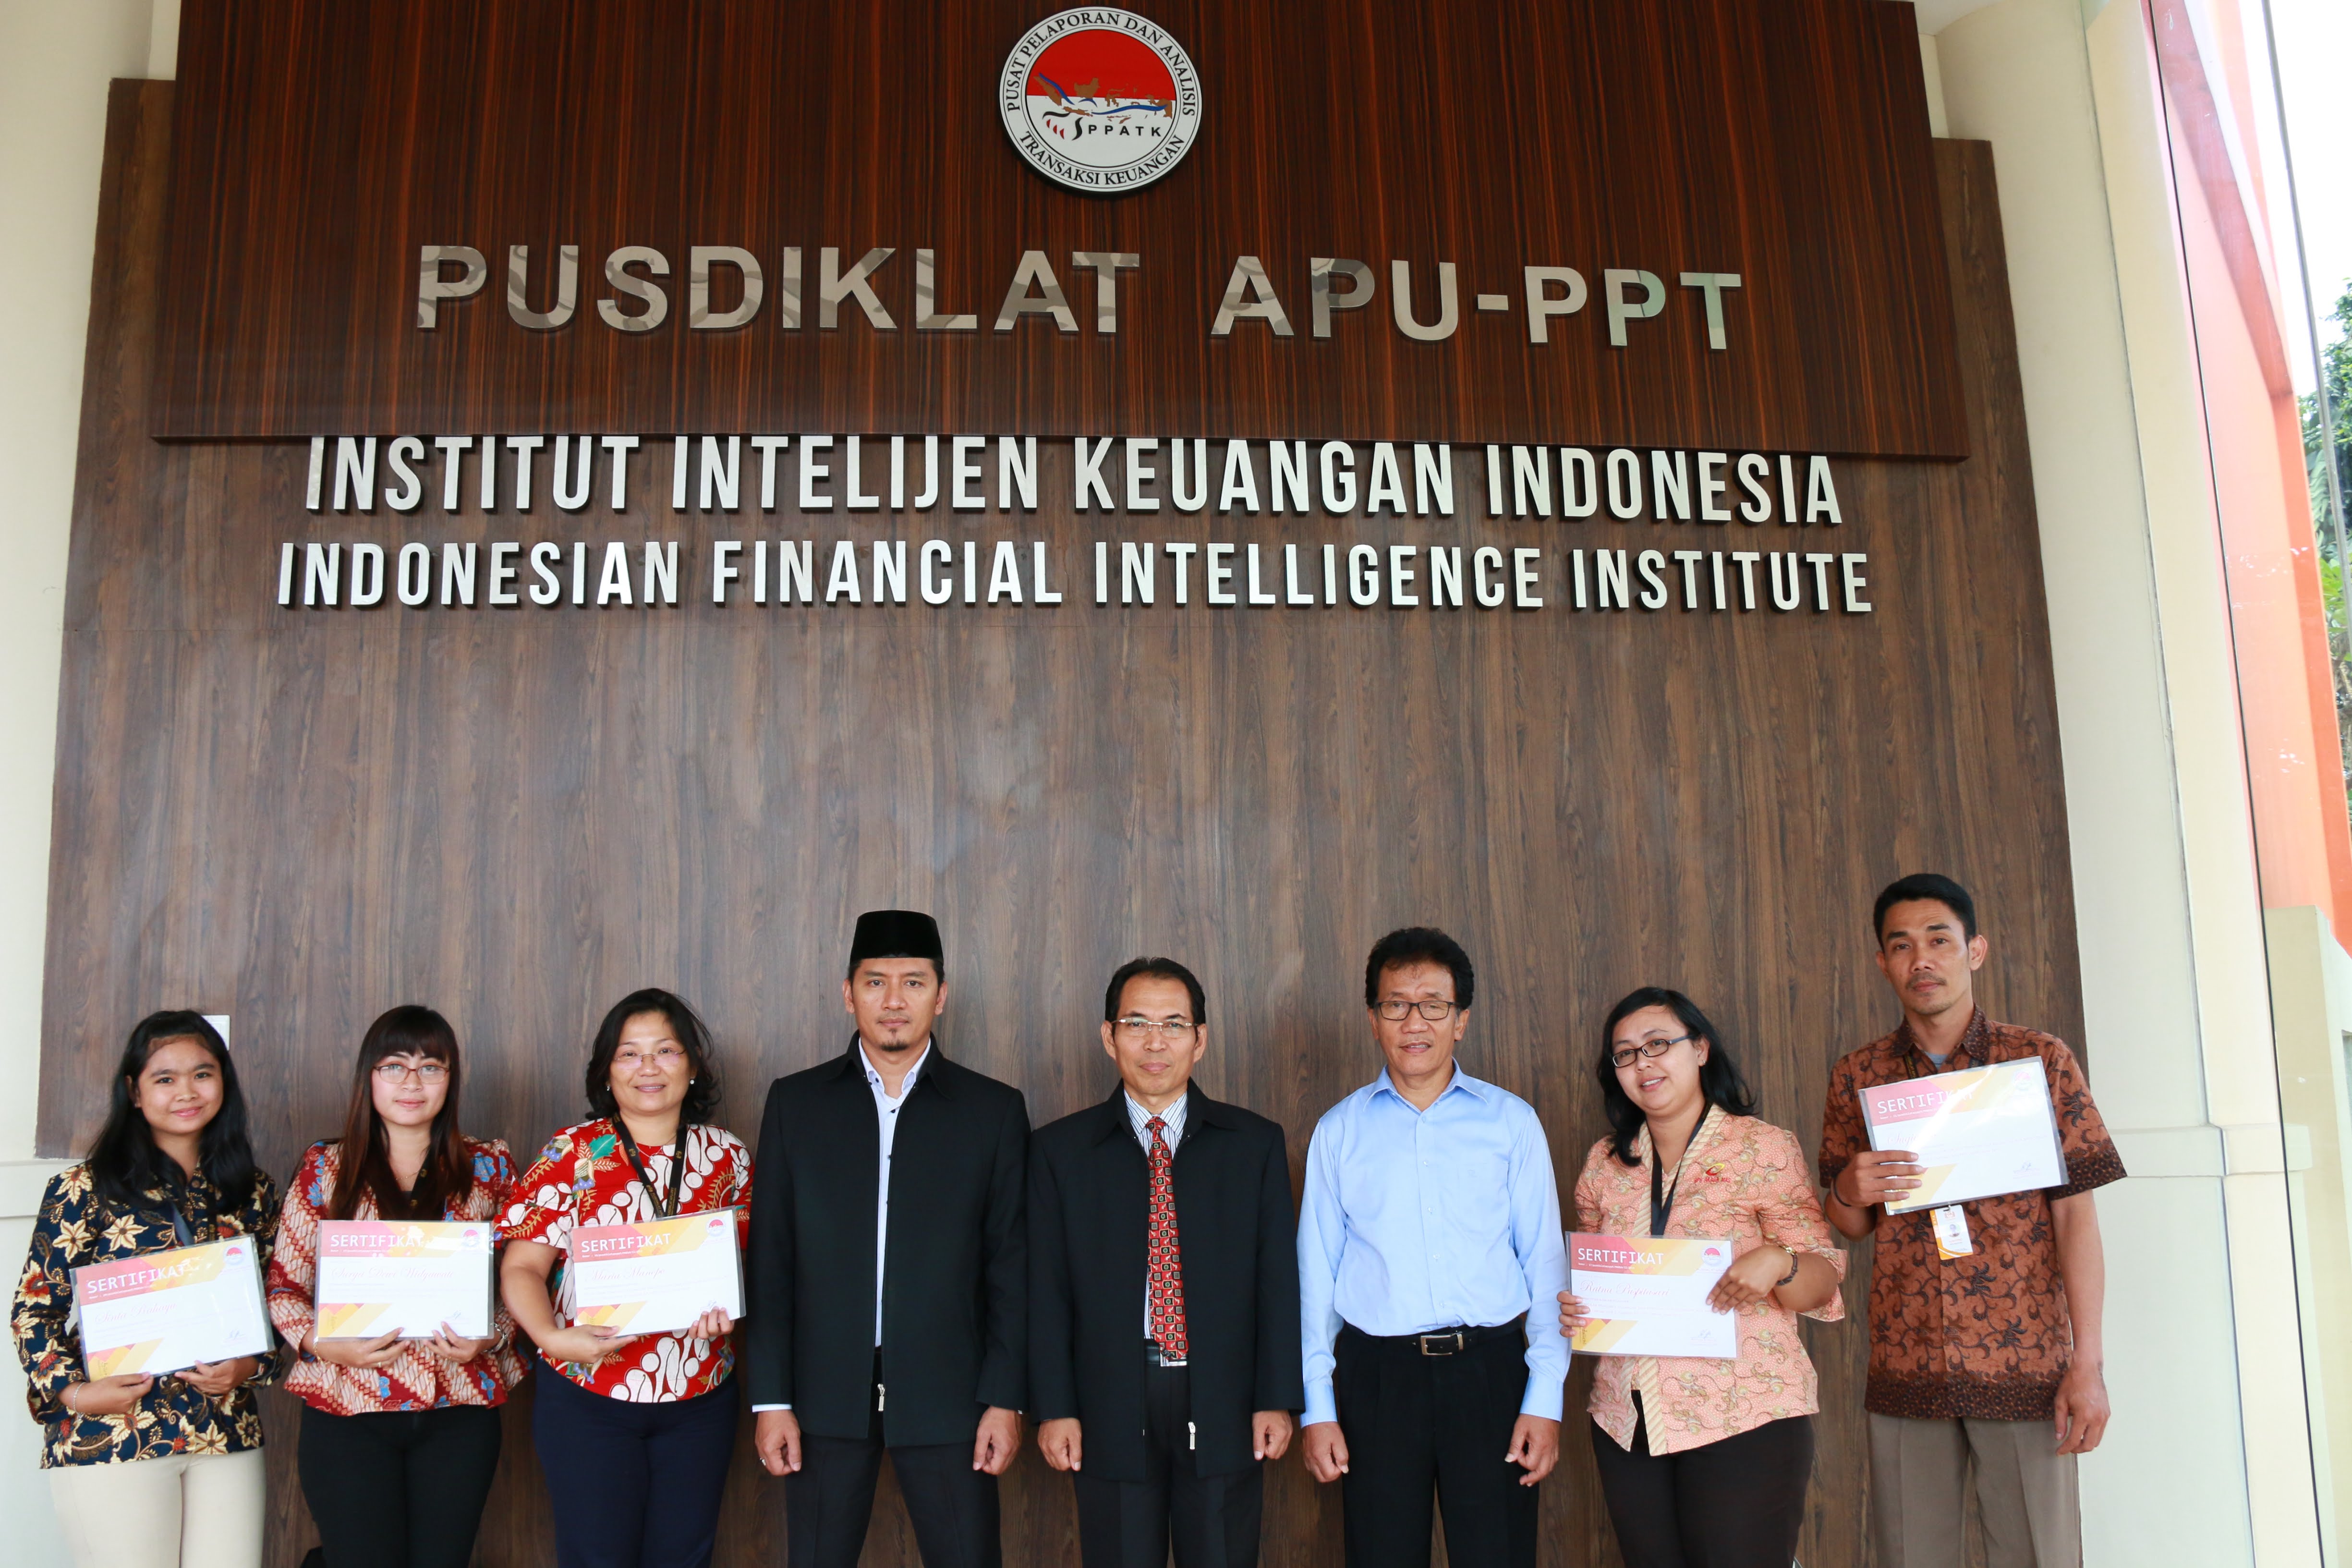 PUSAT PELAPORAN DAN ANALISIS
TRANSAKSI KEUANGAN
PPATK
PUSDIKLAT APU-PPT
INSTITUT INTELIJEN KEUANGAN INDONESIA
INDONESIAN FINANCIAL INTELLIGENCE INSTITUTE
SERTIFIKAT
SERTIFIKAT
SERTIFIKAT
SERTIFIKAT
SERTIFIKAT